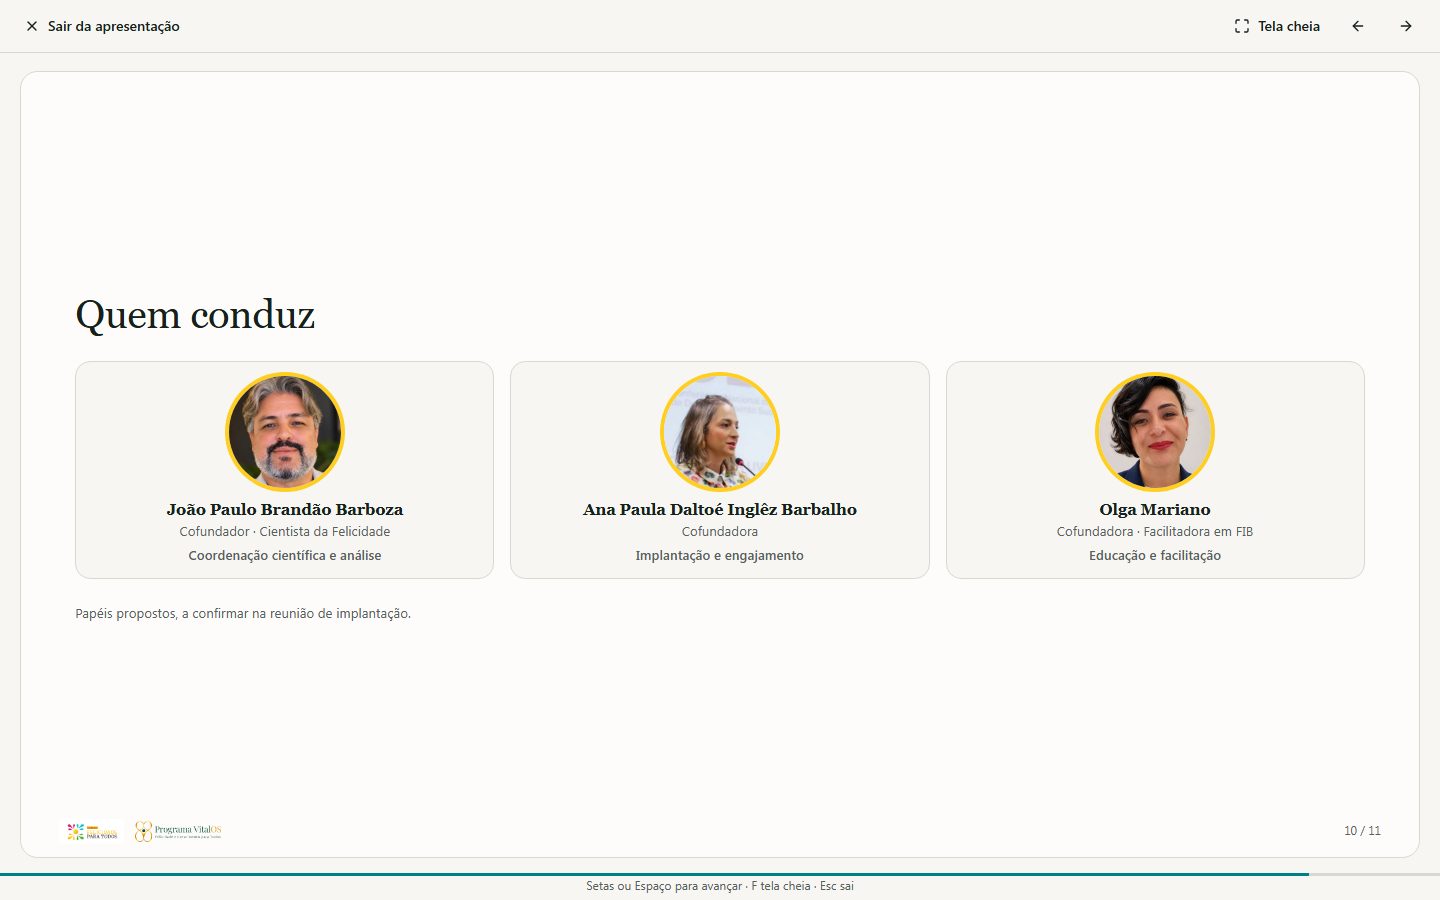 Sair da apresentação
Tela cheia
Quem conduz
João Paulo Brandão Barboza
Cofundador · Cientista da Felicidade
Coordenação científica e análise
Ana Paula Daltoé Inglêz Barbalho
Cofundadora
Implantação e engajamento
Olga Mariano
Cofundadora · Facilitadora em FIB
Educação e facilitação
Papéis propostos, a confirmar na reunião de implantação.
PARA TODOS
Programa VitalOS
10 / 11
Setas ou Espaço para avançar · F tela cheia · Esc sai